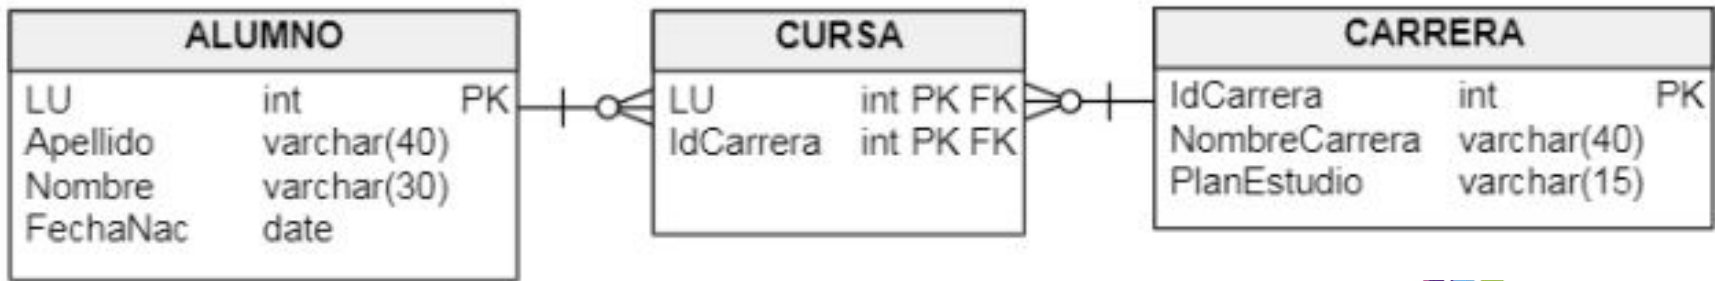 ALUMNO
LU int PK
Apellido varchar(40)
Nombre varchar(30)
FechaNac date
CURSA
LU int PK FK
IdCarrera int PK FK
CARRERA
IdCarrera int PK
NombreCarrera varchar(40)
PlanEstudio varchar(15)